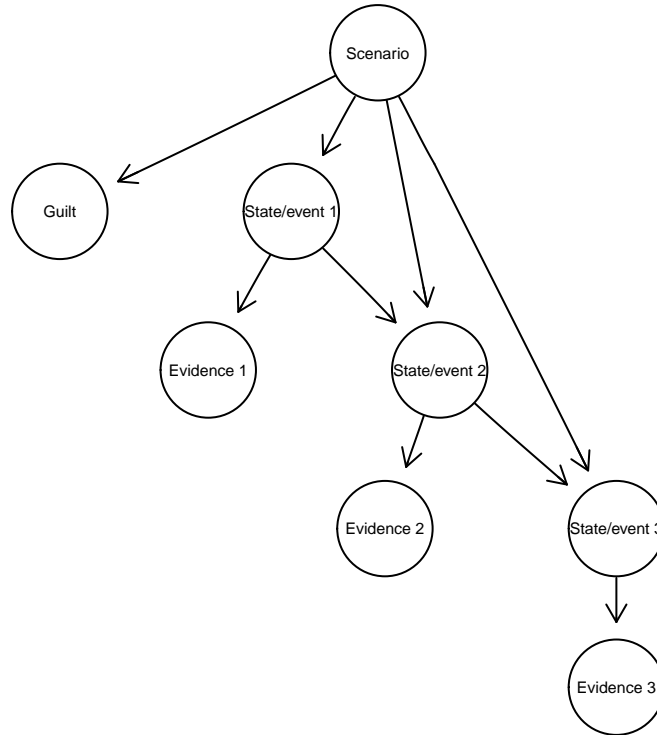 Scenario
Guilt
State/event 1
Evidence 1
State/event 2
Evidence 2
State/event 3
Evidence 3